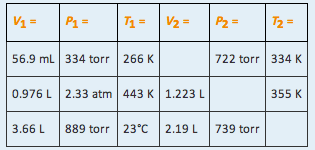 V1 = P1 = T1 = V2 = P2 = T2 =
56.9 mL 334 torr 266 K 722 torr 334 K
0.976 L 2.33 atm 443 K 1.223 L 355 K
3.66 L 889 torr 23°C 2.19 L 739 torr